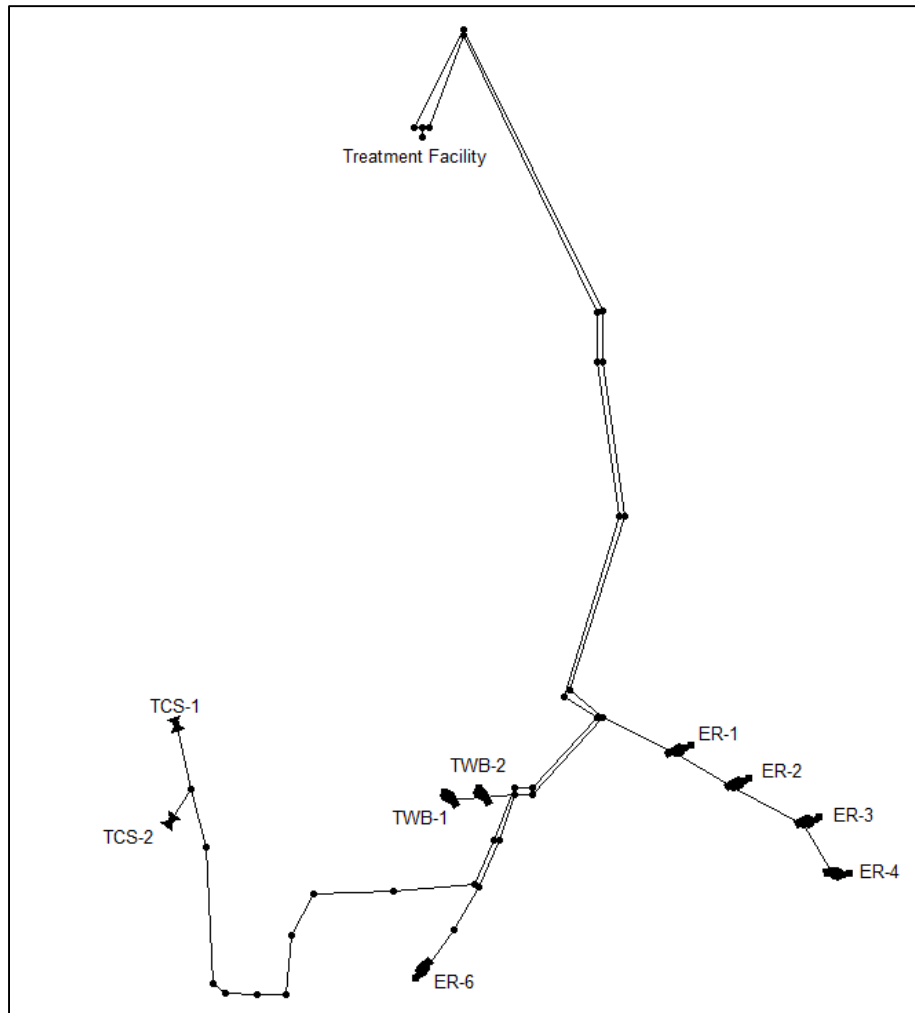 Treatment Facility
TCS-1
ER-1
TWB-2
ER-2
TWB-1
ER-3
TCS-2
ER-4
ER-6